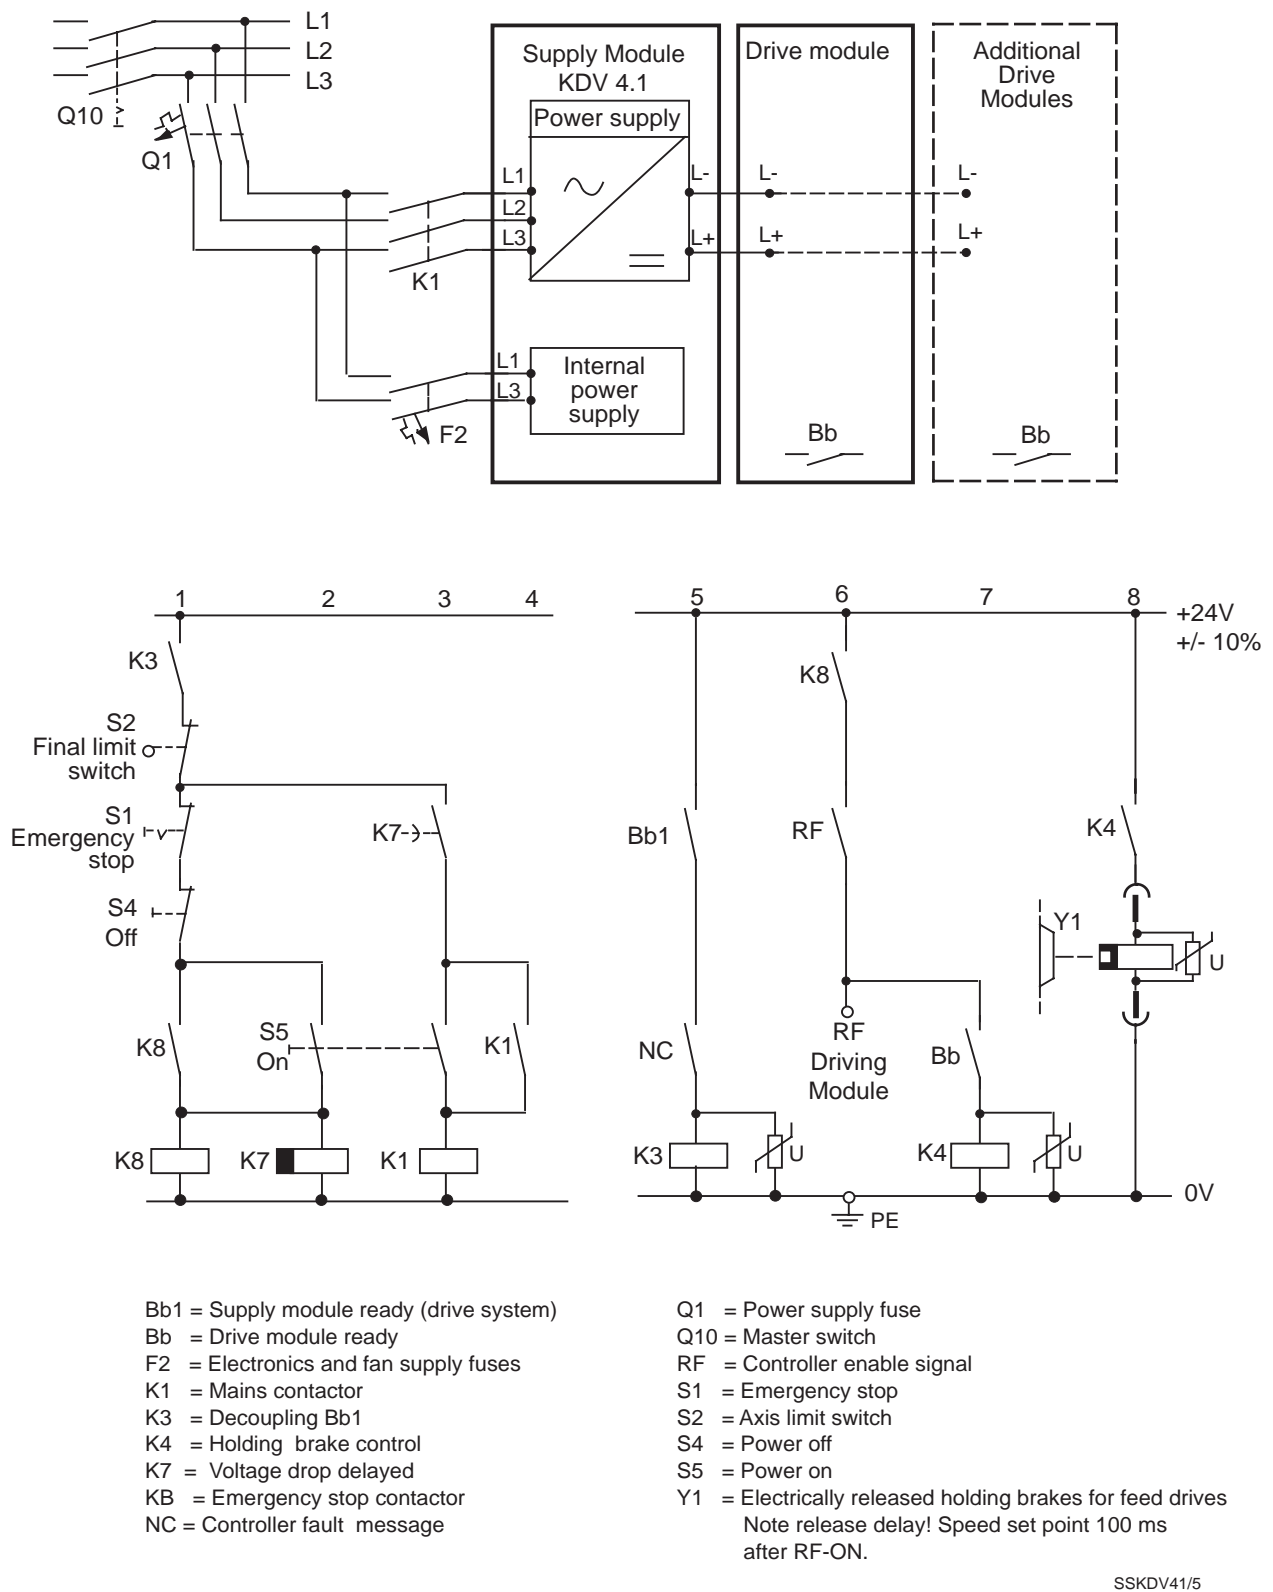 L1
L2
L3
Q10
Q1
K1
F2
Supply Module
KDV 4.1
Power supply
L1
L2
L3
L-
L+
L1
L3
Internal
power
supply
Drive module
L-
L+
Bb
Additional
Drive
Modules
L-
L+
Bb
1 2 3 4
K3
S2
Final limit
switch
S1
Emergency
stop
K7
S4
Off
K8
S5
On
K1
K8
K7
K1
5 6 7 8
+24V
+/- 10%
K8
Bb1
RF
K4
Y1
U
NC
RF
Driving
Module
Bb
K3
U
K4
U
0V
PE
Bb1 = Supply module ready (drive system)
Bb = Drive module ready
F2 = Electronics and fan supply fuses
K1 = Mains contactor
K3 = Decoupling Bb1
K4 = Holding brake control
K7 = Voltage drop delayed
KB = Emergency stop contactor
NC = Controller fault message
Q1 = Power supply fuse
Q10 = Master switch
RF = Controller enable signal
S1 = Emergency stop
S2 = Axis limit switch
S4 = Power off
S5 = Power on
Y1 = Electrically released holding brakes for feed drives
Note release delay! Speed set point 100 ms
after RF-ON.
SSKDV41/5